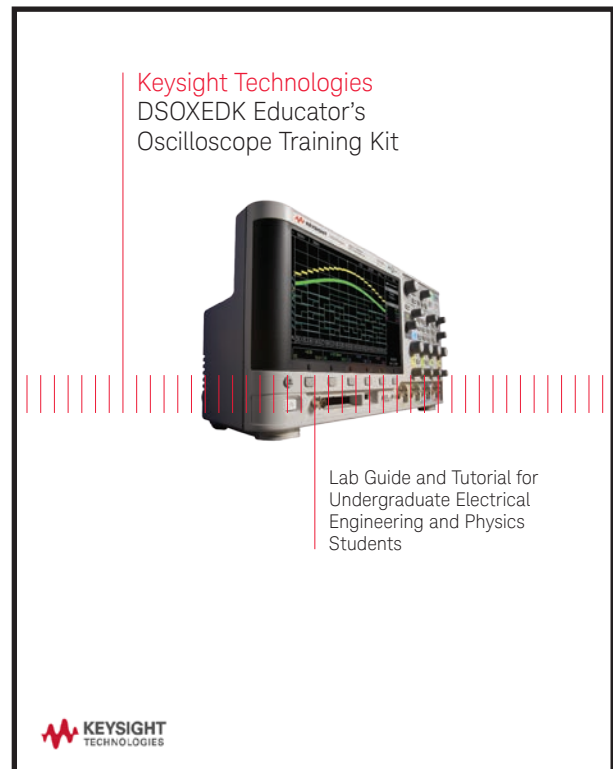 Keysight Technologies
DSOXEDK Educator's
Oscilloscope Training Kit
KEYSIGHT
Lab Guide and Tutorial for
Undergraduate Electrical
Engineering and Physics
Students
KEYSIGHT
TECHNOLOGIES